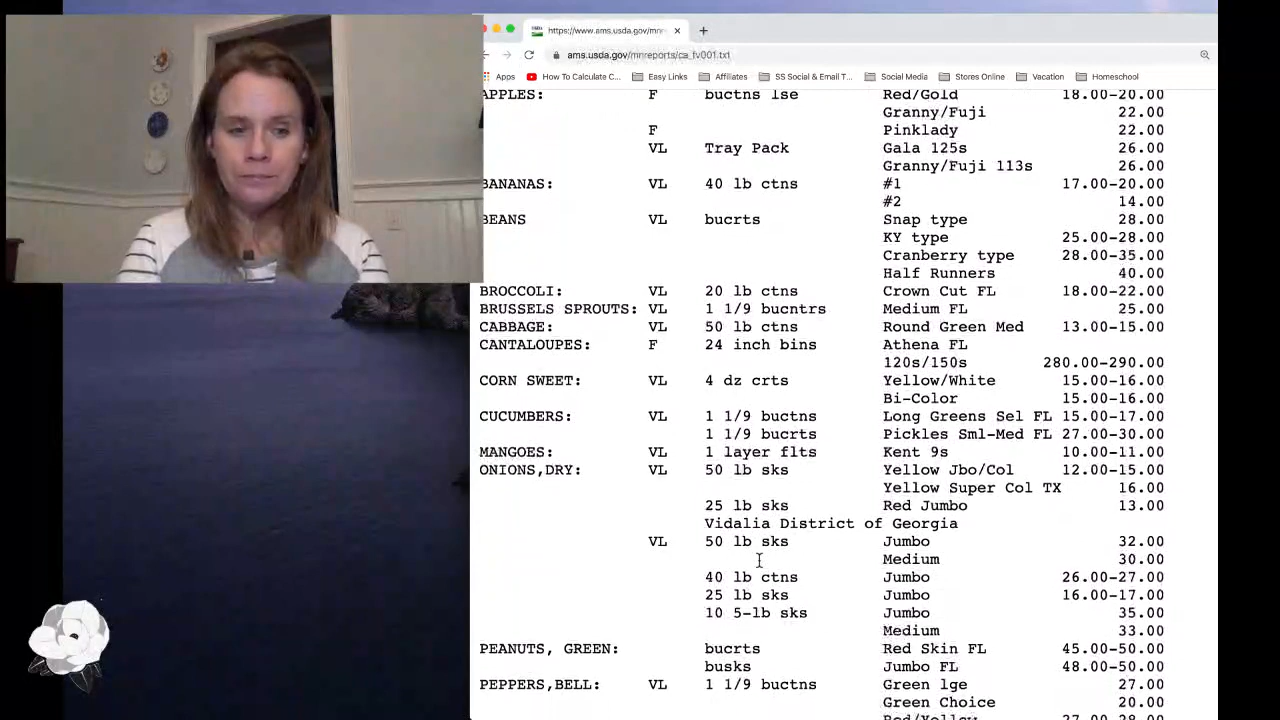 https://www.ams.usda.gov/mnr
ams.usda.gov/mnreports/ca_fv001.txt
Apps How To Calculate C... Easy Links Affiliates SS Social & Email T... Social Media Stores Online Vacation Homeschool
APPLES: F buctns lse Red/Gold 18.00-20.00
Granny/Fuji 22.00
F Pinklady 22.00
VL Tray Pack Gala 125s 26.00
Granny/Fuji 113s 26.00
BANANAS: VL 40 lb ctns #1 17.00-20.00
#2 14.00
BEANS VL bucrts Snap type 28.00
KY type 25.00-28.00
Cranberry type 28.00-35.00
Half Runners 40.00
BROCCOLI: VL 20 lb ctns Crown Cut FL 18.00-22.00
BRUSSELS SPROUTS: VL 1 1/9 bucntrs Medium FL 25.00
CABBAGE: VL 50 lb ctns Round Green Med 13.00-15.00
CANTALOUPES: F 24 inch bins Athena FL
120s/150s 280.00-290.00
CORN SWEET: VL 4 dz crts Yellow/White 15.00-16.00
Bi-Color 15.00-16.00
CUCUMBERS: VL 1 1/9 buctns Long Greens Sel FL 15.00-17.00
1 1/9 bucrts Pickles Sml-Med FL 27.00-30.00
MANGOES: VL 1 layer flts Kent 9s 10.00-11.00
ONIONS,DRY: VL 50 lb sks Yellow Jbo/Col 12.00-15.00
Yellow Super Col TX 16.00
25 lb sks Red Jumbo 13.00
Vidalia District of Georgia
VL 50 lb sks Jumbo 32.00
Medium 30.00
40 lb ctns Jumbo 26.00-27.00
25 lb sks Jumbo 16.00-17.00
10 5-lb sks Jumbo 35.00
Medium 33.00
PEANUTS, GREEN: bucrts Red Skin FL 45.00-50.00
busks Jumbo FL 48.00-50.00
PEPPERS,BELL: VL 1 1/9 buctns Green lge 27.00
Green Choice 20.00
Red/Yellow 27.00-28.00